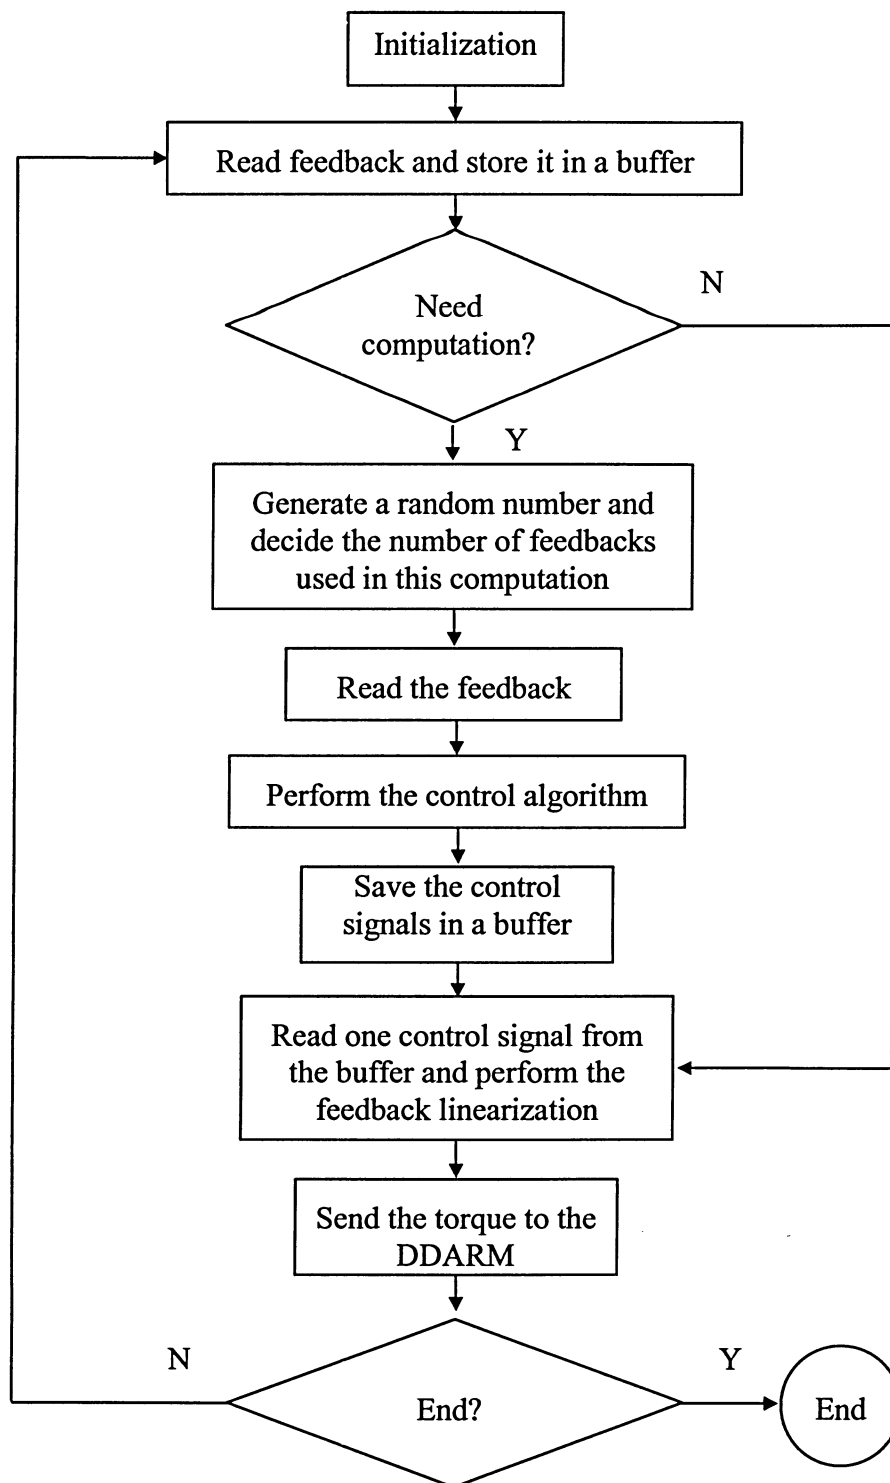 Initialization
Read feedback and store it in a buffer
N
Need
computation?
Y
Generate a random number and
decide the number of feedbacks
used in this computation
Read the feedback
Perform the control algorithm
Save the control
signals in a buffer
Read one control signal from
the buffer and perform the
feedback linearization
Send the torque to the
DDARM
N
Y
End?
End